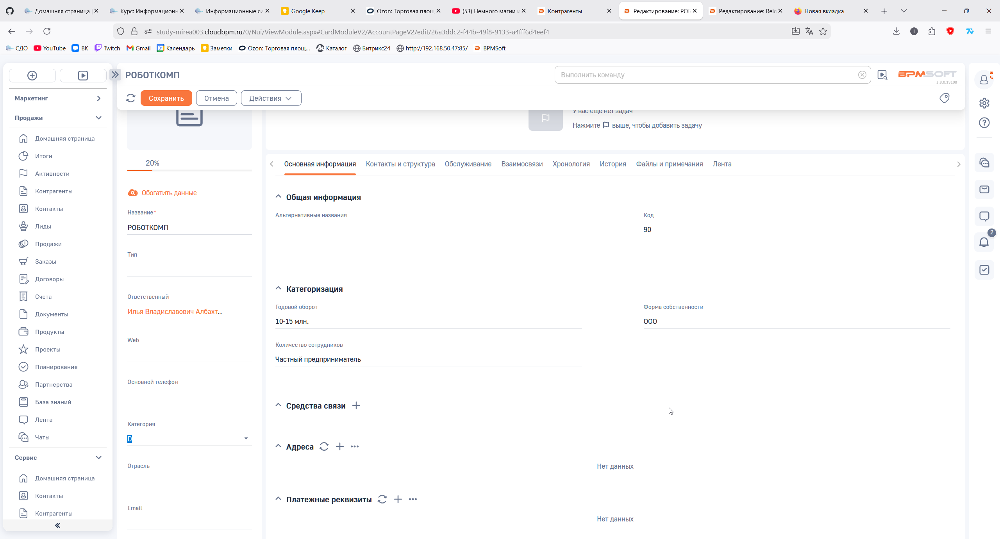 Домашняя страница |
Курс: Информационн
Информационные си
Google Keep
Ozon: Торговая площ
(53) Немного магии и
Контрагенты
Редактирование: РОБ
Редактирование: Relo
Новая вкладка
study-mirea003.cloudbpm.ru/0/Nui/ViewModule.aspx#CardModuleV2/AccountPageV2/edit/26a3ddc2-f44b-49f8-9133-a4fff6d4eef4
СДО
YouTube
ВК
Twitch
Gmail
31
Календарь
Заметки
Ozon: Торговая площ...
Каталог
Битрикс24
http://192.168.50.47:85/
BPMSoft
РОБОТКОМП
Выполнить команду
BPMSOFT
1.8.0.19108
Сохранить
Отмена
Действия
Маркетинг
Продажи
Домашняя страница
Итоги
Активности
Контрагенты
Контакты
Лиды
Продажи
Заказы
Договоры
Счета
Документы
Продукты
Проекты
Планирование
Партнерства
База знаний
Лента
Чаты
Сервис
Домашняя страница
Контакты
Контрагенты
20%
Обогатить данные
Название*
РОБОТКОМП
Тип
Ответственный
Илья Владиславович Албахт...
Web
Основной телефон
Категория
D
Отрасль
Email
У вас еще нет задач
Нажмите выше, чтобы добавить задачу
Основная информация
Контакты и структура
Обслуживание
Взаимосвязи
Хронология
История
Файлы и примечания
Лента
Общая информация
Альтернативные названия
Код
90
Категоризация
Годовой оборот
10-15 млн.
Форма собственности
ООО
Количество сотрудников
Частный предприниматель
Средства связи
Адреса
Нет данных
Платежные реквизиты
Нет данных
2